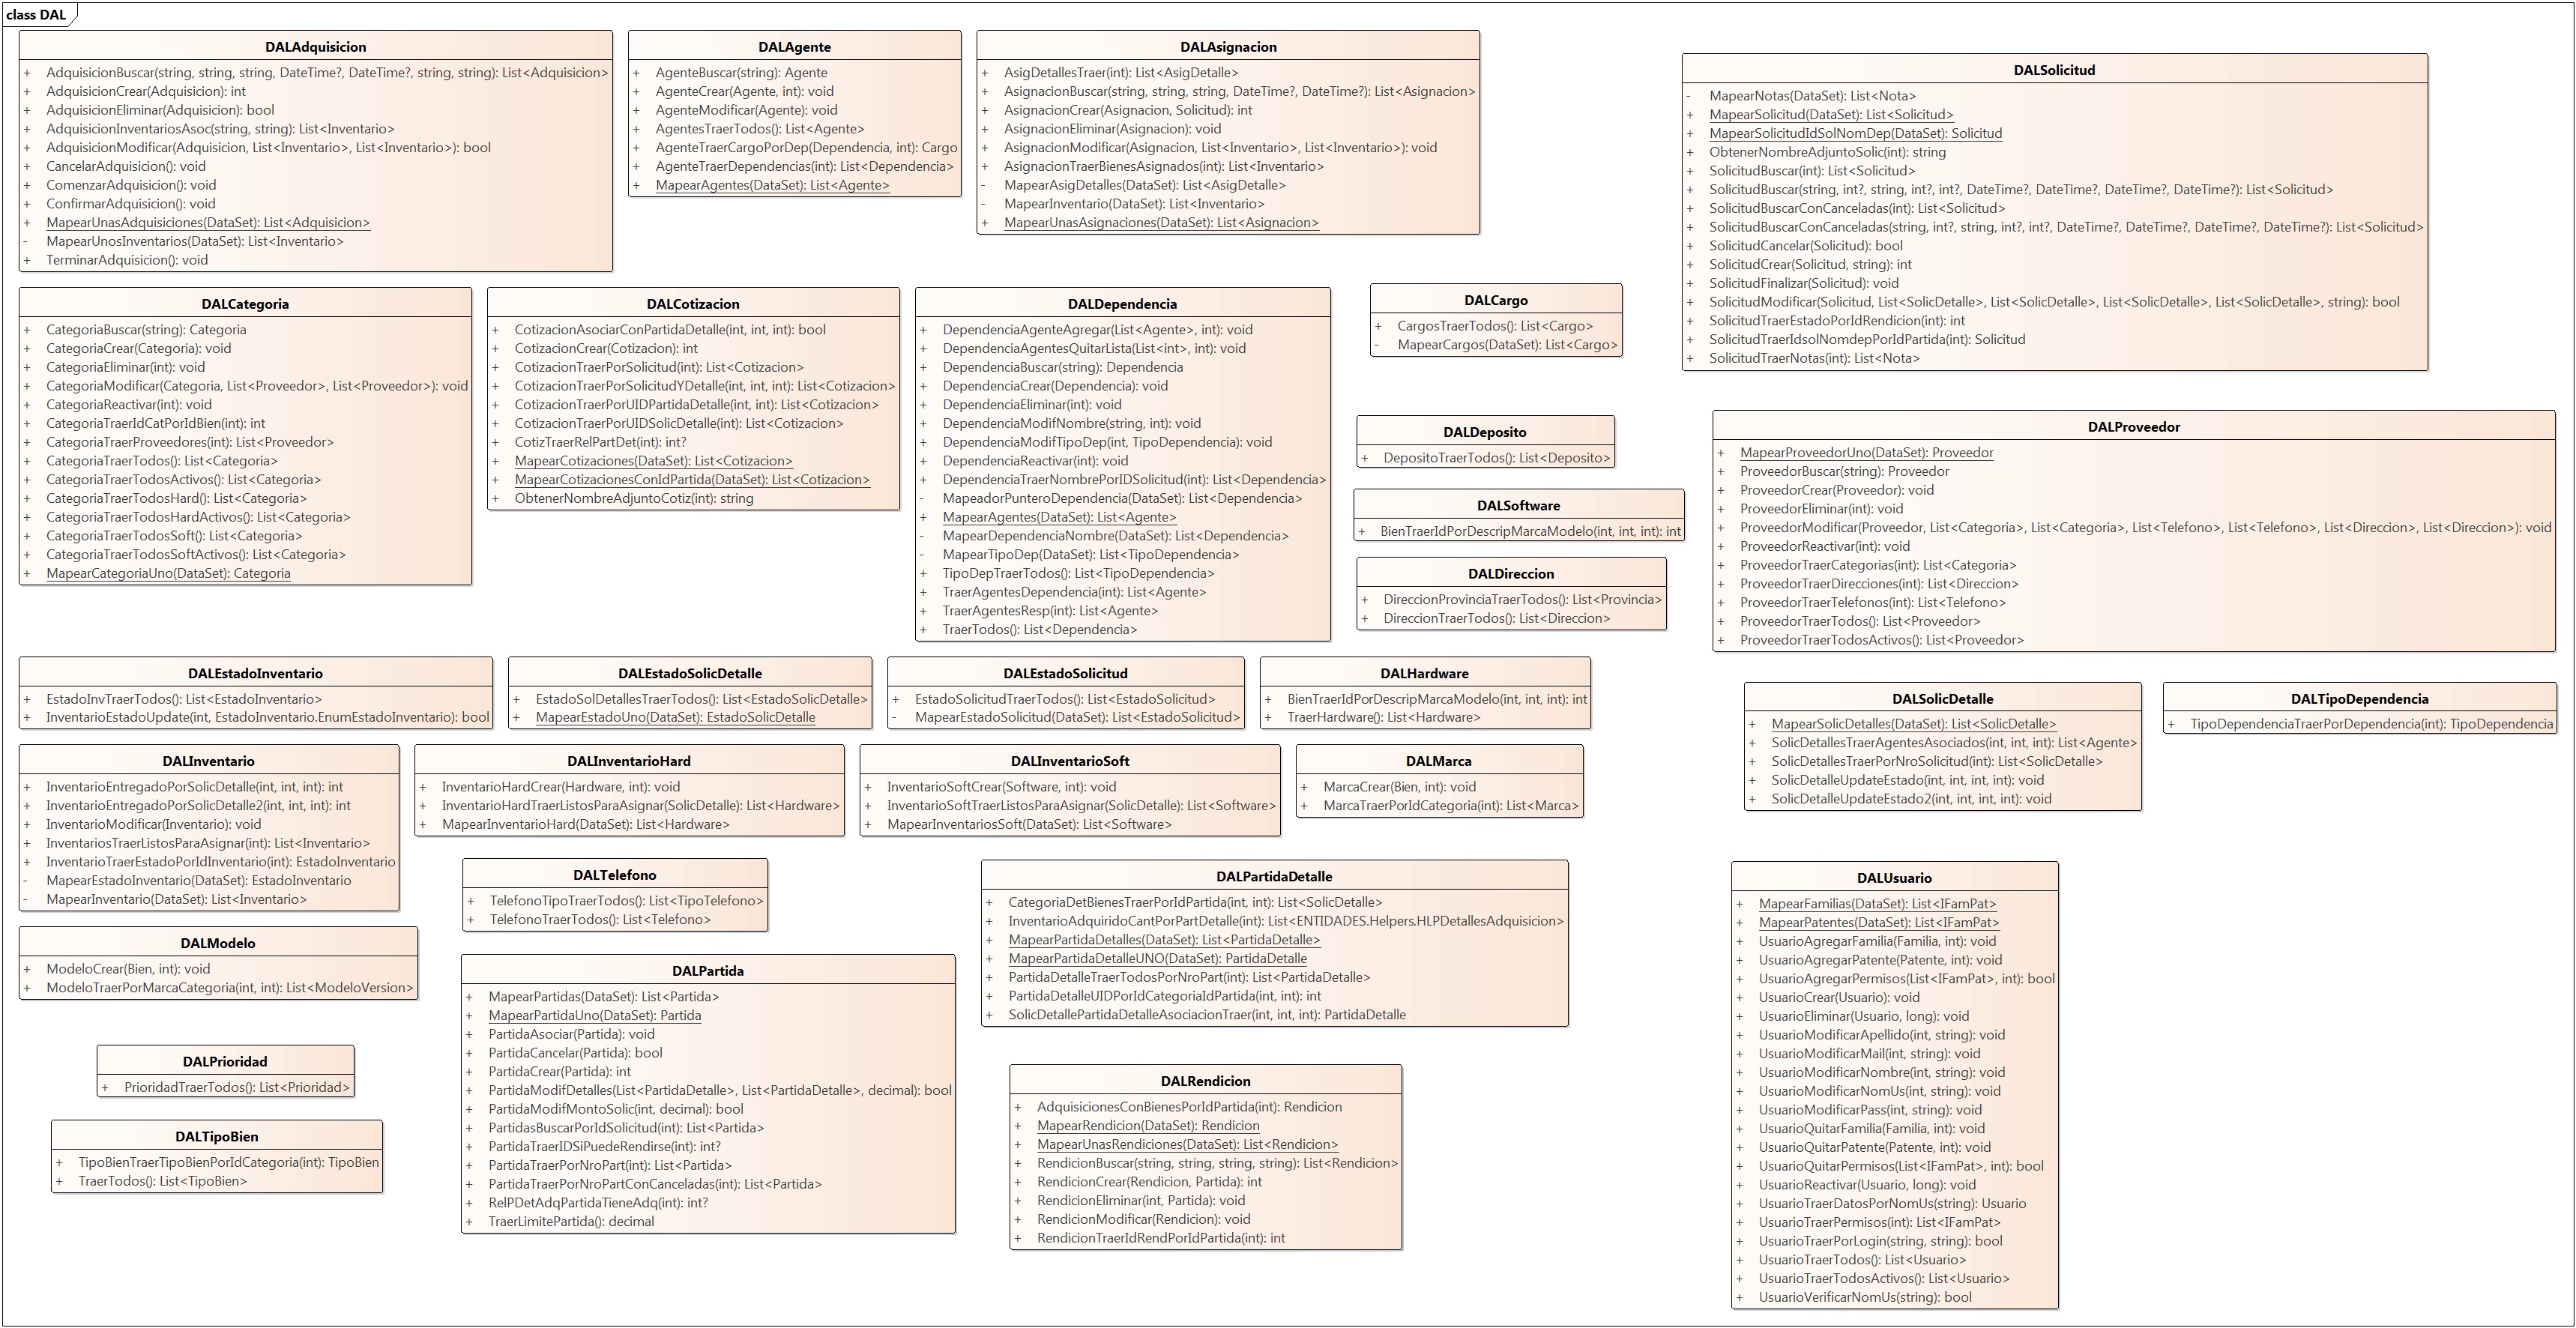 class DAL
DALAdquisicion
+ AdquisicionBuscar(string, string, string, DateTime?, DateTime?, string, string): List<Adquisicion>
+ AdquisicionCrear(Adquisicion): int
+ AdquisicionEliminar(Adquisicion): bool
+ AdquisicionInventariosAsoc(string, string): List<Inventario>
+ AdquisicionModificar(Adquisicion, List<Inventario>, List<Inventario>): bool
+ CancelarAdquisicion(): void
+ ComenzarAdquisicion(): void
+ ConfirmarAdquisicion(): void
+ MapearUnasAdquisiciones(DataSet): List<Adquisicion>
- MapearUnosInventarios(DataSet): List<Inventario>
+ TerminarAdquisicion(): void
DALAgente
+ AgenteBuscar(string): Agente
+ AgenteCrear(Agente, int): void
+ AgenteModificar(Agente): void
+ AgentesTraerTodos(): List<Agente>
+ AgenteTraerCargoPorDep(Dependencia, int): Cargo
+ AgenteTraerDependencias(int): List<Dependencia>
+ MapearAgentes(DataSet): List<Agente>
DALAsignacion
+ AsigDetallesTraer(int): List<AsigDetalle>
+ AsignacionBuscar(string, string, string, DateTime?, DateTime?): List<Asignacion>
+ AsignacionCrear(Asignacion, Solicitud): int
+ AsignacionEliminar(Asignacion): void
+ AsignacionModificar(Asignacion, List<Inventario>, List<Inventario>): void
+ AsignacionTraerBienesAsignados(int): List<Inventario>
- MapearAsigDetalles(DataSet): List<AsigDetalle>
- MapearInventario(DataSet): List<Inventario>
+ MapearUnasAsignaciones(DataSet): List<Asignacion>
DALSolicitud
- MapearNotas(DataSet): List<Nota>
+ MapearSolicitud(DataSet): List<Solicitud>
+ MapearSolicitudIdSolNomDep(DataSet): Solicitud
+ ObtenerNombreAdjuntoSolic(int): string
+ SolicitudBuscar(int): List<Solicitud>
+ SolicitudBuscar(string, int?, string, int?, int?, DateTime?, DateTime?, DateTime?, DateTime?): List<Solicitud>
+ SolicitudBuscarConCanceladas(int): List<Solicitud>
+ SolicitudBuscarConCanceladas(string, int?, string, int?, int?, DateTime?, DateTime?, DateTime?, DateTime?): List<Solicitud>
+ SolicitudCancelar(Solicitud): bool
+ SolicitudCrear(Solicitud, string): int
+ SolicitudFinalizar(Solicitud): void
+ SolicitudModificar(Solicitud, List<SolicDetalle>, List<SolicDetalle>, List<SolicDetalle>, List<SolicDetalle>, string): bool
+ SolicitudTraerEstadoPorIdRendicion(int): int
+ SolicitudTraerIdsolNomdepPorIdPartida(int): Solicitud
+ SolicitudTraerNotas(int): List<Nota>
DALCategoria
+ CategoriaBuscar(string): Categoria
+ CategoriaCrear(Categoria): void
+ CategoriaEliminar(int): void
+ CategoriaModificar(Categoria, List<Proveedor>, List<Proveedor>): void
+ CategoriaReactivar(int): void
+ CategoriaTraerIdCatPorIdBien(int): int
+ CategoriaTraerProveedores(int): List<Proveedor>
+ CategoriaTraerTodos(): List<Categoria>
+ CategoriaTraerTodosActivos(): List<Categoria>
+ CategoriaTraerTodosHard(): List<Categoria>
+ CategoriaTraerTodosHardActivos(): List<Categoria>
+ CategoriaTraerTodosSoft(): List<Categoria>
+ CategoriaTraerTodosSoftActivos(): List<Categoria>
+ MapearCategoriaUno(DataSet): Categoria
DALCotizacion
+ CotizacionAsociarConPartidaDetalle(int, int, int): bool
+ CotizacionCrear(Cotizacion): int
+ CotizacionTraerPorSolicitud(int): List<Cotizacion>
+ CotizacionTraerPorSolicitudYDetalle(int, int, int): List<Cotizacion>
+ CotizacionTraerPorUIDPartidaDetalle(int, int): List<Cotizacion>
+ CotizacionTraerPorUIDSolicDetalle(int): List<Cotizacion>
+ CotizTraerRelPartDet(int): int?
+ MapearCotizaciones(DataSet): List<Cotizacion>
+ MapearCotizacionesConIdPartida(DataSet): List<Cotizacion>
+ ObtenerNombreAdjuntoCotiz(int): string
DALDependencia
+ DependenciaAgenteAgregar(List<Agente>, int): void
+ DependenciaAgentesQuitarLista(List<int>, int): void
+ DependenciaBuscar(string): Dependencia
+ DependenciaCrear(Dependencia): void
+ DependenciaEliminar(int): void
+ DependenciaModifNombre(string, int): void
+ DependenciaModifTipoDep(int, TipoDependencia): void
+ DependenciaReactivar(int): void
+ DependenciaTraerNombrePorIDSolicitud(int): List<Dependencia>
- MapeadorPunteroDependencia(DataSet): List<Dependencia>
+ MapearAgentes(DataSet): List<Agente>
- MapearDependenciaNombre(DataSet): List<Dependencia>
- MapearTipoDep(DataSet): List<TipoDependencia>
+ TipoDepTraerTodos(): List<TipoDependencia>
+ TraerAgentesDependencia(int): List<Agente>
+ TraerAgentesResp(int): List<Agente>
+ TraerTodos(): List<Dependencia>
DALCargo
+ CargosTraerTodos(): List<Cargo>
- MapearCargos(DataSet): List<Cargo>
DALDeposito
+ DepositoTraerTodos(): List<Deposito>
DALSoftware
+ BienTraerIdPorDescripMarcaModelo(int, int, int): int
DALDireccion
+ DireccionProvinciaTraerTodos(): List<Provincia>
+ DireccionTraerTodos(): List<Direccion>
DALProveedor
+ MapearProveedorUno(DataSet): Proveedor
+ ProveedorBuscar(string): Proveedor
+ ProveedorCrear(Proveedor): void
+ ProveedorEliminar(int): void
+ ProveedorModificar(Proveedor, List<Categoria>, List<Categoria>, List<Telefono>, List<Telefono>, List<Direccion>, List<Direccion>): void
+ ProveedorReactivar(int): void
+ ProveedorTraerCategorias(int): List<Categoria>
+ ProveedorTraerDirecciones(int): List<Direccion>
+ ProveedorTraerTelefonos(int): List<Telefono>
+ ProveedorTraerTodos(): List<Proveedor>
+ ProveedorTraerTodosActivos(): List<Proveedor>
DALEstadoInventario
+ EstadoInvTraerTodos(): List<EstadoInventario>
+ InventarioEstadoUpdate(int, EstadoInventario.EnumEstadoInventario): bool
DALEstadoSolicDetalle
+ EstadoSolDetallesTraerTodos(): List<EstadoSolicDetalle>
+ MapearEstadoUno(DataSet): EstadoSolicDetalle
DALEstadoSolicitud
+ EstadoSolicitudTraerTodos(): List<EstadoSolicitud>
- MapearEstadoSolicitud(DataSet): List<EstadoSolicitud>
DALHardware
+ BienTraerIdPorDescripMarcaModelo(int, int, int): int
+ TraerHardware(): List<Hardware>
DALSolicDetalle
+ MapearSolicDetalles(DataSet): List<SolicDetalle>
+ SolicDetallesTraerAgentesAsociados(int, int, int): List<Agente>
+ SolicDetallesTraerPorNroSolicitud(int): List<SolicDetalle>
+ SolicDetalleUpdateEstado(int, int, int, int): void
+ SolicDetalleUpdateEstado2(int, int, int, int): void
DALTipoDependencia
+ TipoDependenciaTraerPorDependencia(int): TipoDependencia
DALInventario
+ InventarioEntregadoPorSolicDetalle(int, int, int): int
+ InventarioEntregadoPorSolicDetalle2(int, int, int): int
+ InventarioModificar(Inventario): void
+ InventariosTraerListosParaAsignar(int): List<Inventario>
+ InventarioTraerEstadoPorIdInventario(int): EstadoInventario
- MapearEstadoInventario(DataSet): EstadoInventario
- MapearInventario(DataSet): List<Inventario>
DALInventarioHard
+ InventarioHardCrear(Hardware, int): void
+ InventarioHardTraerListosParaAsignar(SolicDetalle): List<Hardware>
+ MapearInventarioHard(DataSet): List<Hardware>
DALInventarioSoft
+ InventarioSoftCrear(Software, int): void
+ InventarioSoftTraerListosParaAsignar(SolicDetalle): List<Software>
+ MapearInventariosSoft(DataSet): List<Software>
DALMarca
+ MarcaCrear(Bien, int): void
+ MarcaTraerPorIdCategoria(int): List<Marca>
DALTelefono
+ TelefonoTipoTraerTodos(): List<TipoTelefono>
+ TelefonoTraerTodos(): List<Telefono>
DALPartidaDetalle
+ CategoriaDetBienesTraerPorIdPartida(int, int): List<SolicDetalle>
+ InventarioAdquiridoCantPorPartDetalle(int): List<ENTIDADES.Helpers.HLPDetallesAdquisicion>
+ MapearPartidaDetalles(DataSet): List<PartidaDetalle>
+ MapearPartidaDetalleUNO(DataSet): PartidaDetalle
+ PartidaDetalleTraerTodosPorNroPart(int): List<PartidaDetalle>
+ PartidaDetalleUIDPorIdCategoriaIdPartida(int, int): int
+ SolicDetallePartidaDetalleAsociacionTraer(int, int, int): PartidaDetalle
DALUsuario
+ MapearFamilias(DataSet): List<IFamPat>
+ MapearPatentes(DataSet): List<IFamPat>
+ UsuarioAgregarFamilia(Familia, int): void
+ UsuarioAgregarPatente(Patente, int): void
+ UsuarioAgregarPermisos(List<IFamPat>, int): bool
+ UsuarioCrear(Usuario): void
+ UsuarioEliminar(Usuario, long): void
+ UsuarioModificarApellido(int, string): void
+ UsuarioModificarMail(int, string): void
+ UsuarioModificarNombre(int, string): void
+ UsuarioModificarNomUs(int, string): void
+ UsuarioModificarPass(int, string): void
+ UsuarioQuitarFamilia(Familia, int): void
+ UsuarioQuitarPatente(Patente, int): void
+ UsuarioQuitarPermisos(List<IFamPat>, int): bool
+ UsuarioReactivar(Usuario, long): void
+ UsuarioTraerDatosPorNomUs(string): Usuario
+ UsuarioTraerPermisos(int): List<IFamPat>
+ UsuarioTraerPorLogin(string, string): bool
+ UsuarioTraerTodos(): List<Usuario>
+ UsuarioTraerTodosActivos(): List<Usuario>
+ UsuarioVerificarNomUs(string): bool
DALModelo
+ ModeloCrear(Bien, int): void
+ ModeloTraerPorMarcaCategoria(int, int): List<ModeloVersion>
DALPartida
+ MapearPartidas(DataSet): List<Partida>
+ MapearPartidaUno(DataSet): Partida
+ PartidaAsociar(Partida): void
+ PartidaCancelar(Partida): bool
+ PartidaCrear(Partida): int
+ PartidaModifDetalles(List<PartidaDetalle>, List<PartidaDetalle>, decimal): bool
+ PartidaModifMontoSolic(int, decimal): bool
+ PartidasBuscarPorIdSolicitud(int): List<Partida>
+ PartidaTraerIDSiPuedeRendirse(int): int?
+ PartidaTraerPorNroPart(int): List<Partida>
+ PartidaTraerPorNroPartConCanceladas(int): List<Partida>
+ RelPDetAdqPartidaTieneAdq(int): int?
+ TraerLimitePartida(): decimal
DALPrioridad
+ PrioridadTraerTodos(): List<Prioridad>
DALRendicion
+ AdquisicionesConBienesPorIdPartida(int): Rendicion
+ MapearRendicion(DataSet): Rendicion
+ MapearUnasRendiciones(DataSet): List<Rendicion>
+ RendicionBuscar(string, string, string, string): List<Rendicion>
+ RendicionCrear(Rendicion, Partida): int
+ RendicionEliminar(int, Partida): void
+ RendicionModificar(Rendicion): void
+ RendicionTraerIdRendPorIdPartida(int): int
DALTipoBien
+ TipoBienTraerTipoBienPorIdCategoria(int): TipoBien
+ TraerTodos(): List<TipoBien>